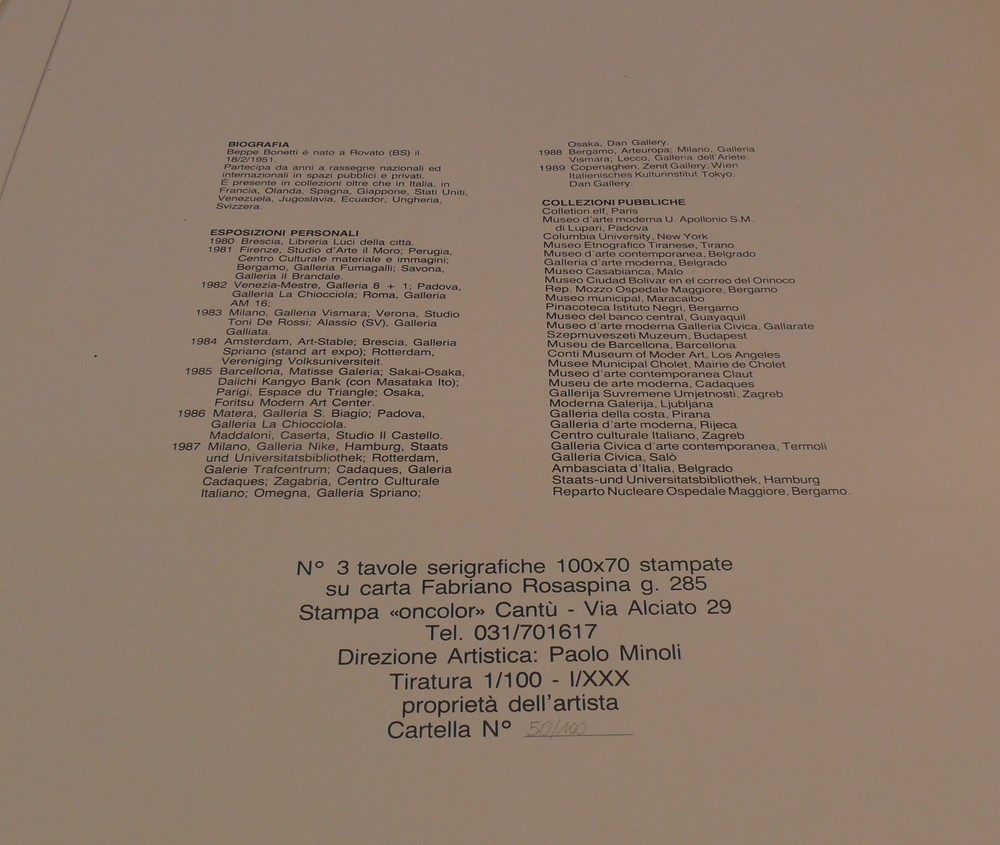 BIOGRAFIA
Beppe Bonetti è nato a Rovato (BS) il
18/2/1951.
Partecipa da anni a rassegne nazionali ed
internazionali in spazi pubblici e privati.
È presente in collezioni oltre che in Italia, in
Francia, Olanda, Spagna, Giappone, Stati Uniti,
Venezuela, Jugoslavia, Ecuador, Ungheria,
Svizzera.
ESPOSIZIONI PERSONALI
1980 Brescia, Libreria Luci della città.
1981 Firenze, Studio d'Arte il Moro; Perugia,
Centro Culturale materiale e immagini;
Bergamo, Galleria Fumagalli; Savona,
Galleria il Brandale.
1982 Venezia-Mestre, Galleria 8 + 1; Padova,
Galleria La Chiocciola; Roma, Galleria
AM 16;
1983 Milano, Galleria Vismara; Verona, Studio
Toni De Rossi; Alassio (SV), Galleria
Galliata.
1984 Amsterdam, Art-Stable; Brescia, Galleria
Spriano (stand art expo); Rotterdam,
Vereniging Volksuniversiteit.
1985 Barcellona, Matisse Galeria; Sakai-Osaka,
Daiichi Kangyo Bank (con Masataka Ito);
Parigi, Espace du Triangle; Osaka,
Foritsu Modern Art Center.
1986 Matera, Galleria S. Biagio; Padova,
Galleria La Chiocciola.
Maddaloni, Caserta, Studio Il Castello.
1987 Milano, Galleria Nike, Hamburg, Staats
und Universitatsbibliothek; Rotterdam,
Galerie Trafcentrum; Cadaques, Galeria
Cadaques; Zagabria, Centro Culturale
Italiano; Omegna, Galleria Spriano;
Osaka, Dan Gallery.
1988 Bergamo, Arteuropa; Milano, Galleria
Vismara; Lecco, Galleria dell'Ariete.
1989 Copenaghen, Zenit Gallery; Wien
Italienisches Kulturinstitut Tokyo,
Dan Gallery.
COLLEZIONI PUBBLICHE
Colletion elf, Paris
Museo d'arte moderna U. Apollonio S.M.
di Lupari, Padova
Columbia University, New York
Museo Etnografico Tiranese, Tirano
Museo d'arte contemporanea, Belgrado
Galleria d'arte moderna, Belgrado
Museo Casabianca, Malo
Museo Ciudad Bolivar en el correo del Orinoco
Rep. Mozzo Ospedale Maggiore, Bergamo
Museo municipal, Maracaibo
Pinacoteca Istituto Negri, Bergamo
Museo del banco central, Guayaquil
Museo d'arte moderna Galleria Civica, Gallarate
Szepmuveszeti Muzeum, Budapest
Museu de Barcelona, Barcellona
Conti Museum of Moder Art, Los Angeles
Musee Municipal Cholet, Mairie de Cholet
Museo d'arte contemporanea Claut
Museu de arte moderna, Cadaques
Gallerija Suvremene Umjetnosti, Zagreb
Moderna Galerija, Ljubljana
Galleria della costa, Pirana
Galleria d'arte moderna, Rijeca
Centro culturale Italiano, Zagreb
Galleria Civica d'arte contemporanea, Termoli
Galleria Civica, Salò
Ambasciata d'Italia, Belgrado
Staats-und Universitatsbibliothek, Hamburg
Reparto Nucleare Ospedale Maggiore, Bergamo.
N° 3 tavole serigrafiche 100x70 stampate
su carta Fabriano Rosaspina g. 285
Stampa «oncolor» Cantù - Via Alciato 29
Tel. 031/701617
Direzione Artistica: Paolo Minoli
Tiratura 1/100 - I/XXX
proprietà dell'artista
Cartella N° 50/100